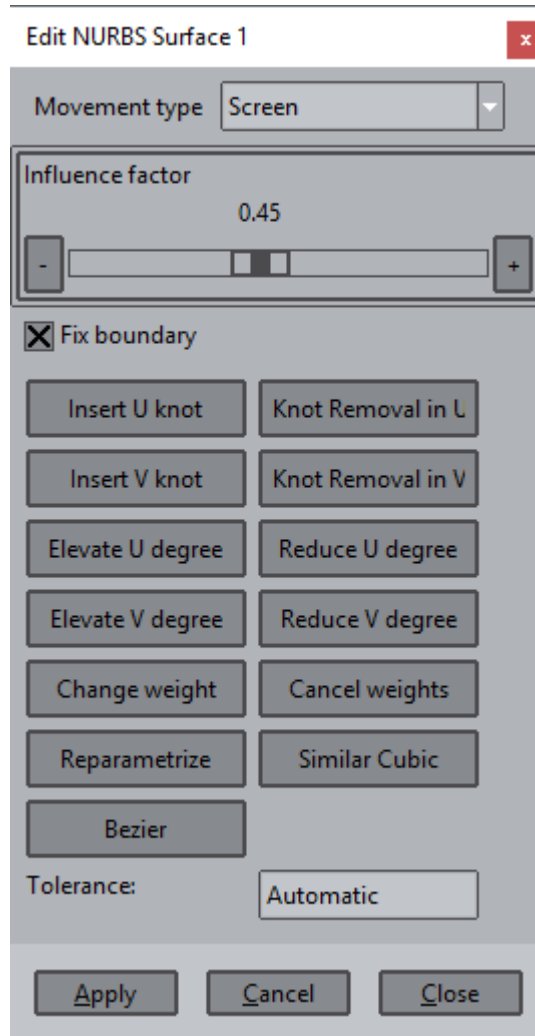 Edit NURBS Surface 1
x
Movement type Screen
Influence factor
0.45
- +
Fix boundary
Insert U knot Knot Removal in U
Insert V knot Knot Removal in V
Elevate U degree Reduce U degree
Elevate V degree Reduce V degree
Change weight Cancel weights
Reparametrize Similar Cubic
Bezier
Tolerance: Automatic
Apply Cancel Close